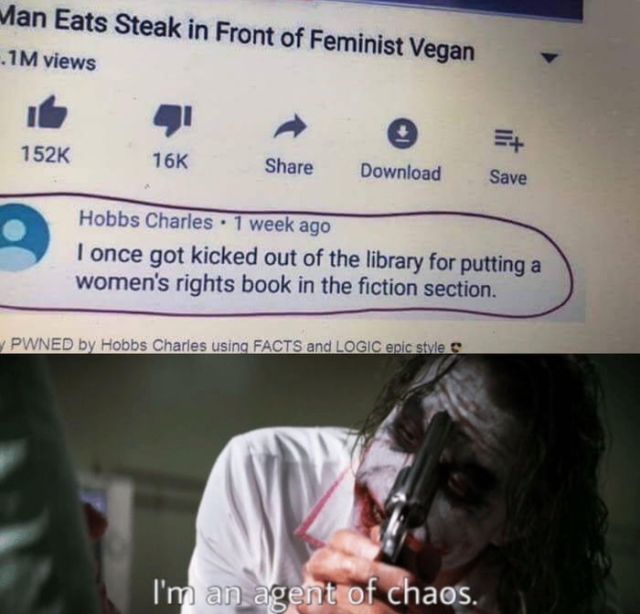 Man Eats Steak in Front of Feminist Vegan
.1M views
152K
16K
Share
Download
Save
Hobbs Charles • 1 week ago
I once got kicked out of the library for putting a
women's rights book in the fiction section.
PWNED by Hobbs Charles using FACTS and LOGIC epic style
I'm an agent of chaos.